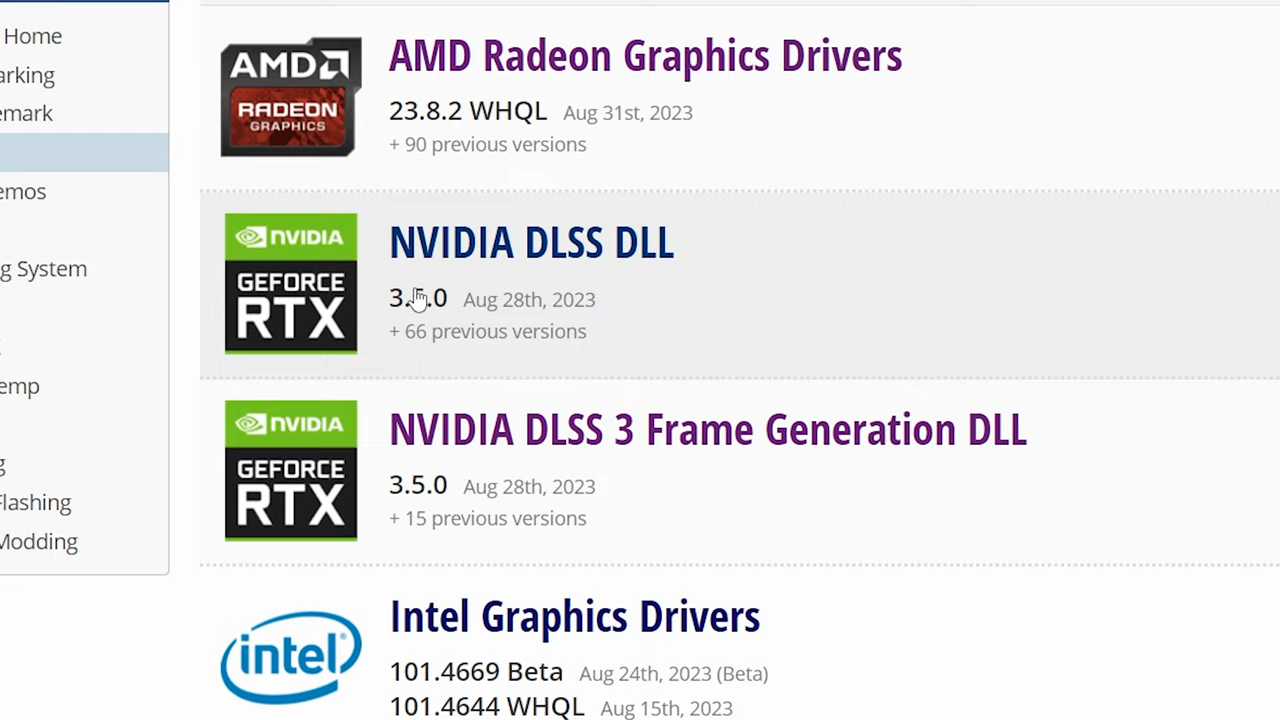 Home
arking
emark
emos
g System
emp
g
Flashing
Modding
AMD
RADEON
GRAPHICS
AMD Radeon Graphics Drivers
23.8.2 WHQL Aug 31st, 2023
+ 90 previous versions
NVIDIA
GEFORCE
RTX
NVIDIA DLSS DLL
3.5.0 Aug 28th, 2023
+ 66 previous versions
NVIDIA
GEFORCE
RTX
NVIDIA DLSS 3 Frame Generation DLL
3.5.0 Aug 28th, 2023
+ 15 previous versions
intel
Intel Graphics Drivers
101.4669 Beta Aug 24th, 2023 (Beta)
101.4644 WHQL Aug 15th, 2023